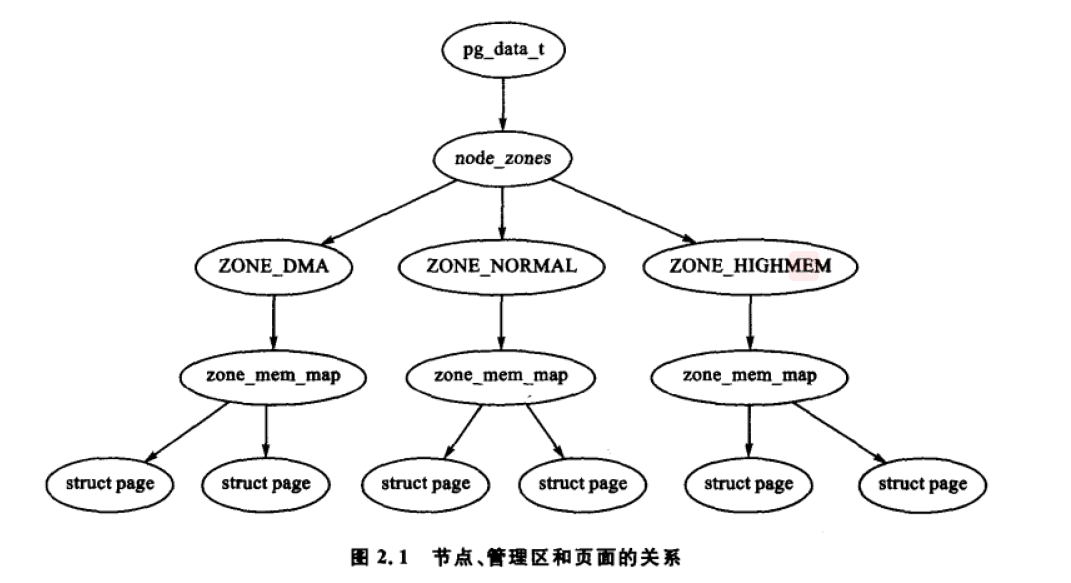 pg_data_t
node_zones
ZONE_DMA ZONE_NORMAL ZONE_HIGHMEM
zone_mem_map zone_mem_map zone_mem_map
struct page struct page struct page struct page struct page struct page
图 2.1 节点、管理区和页面的关系